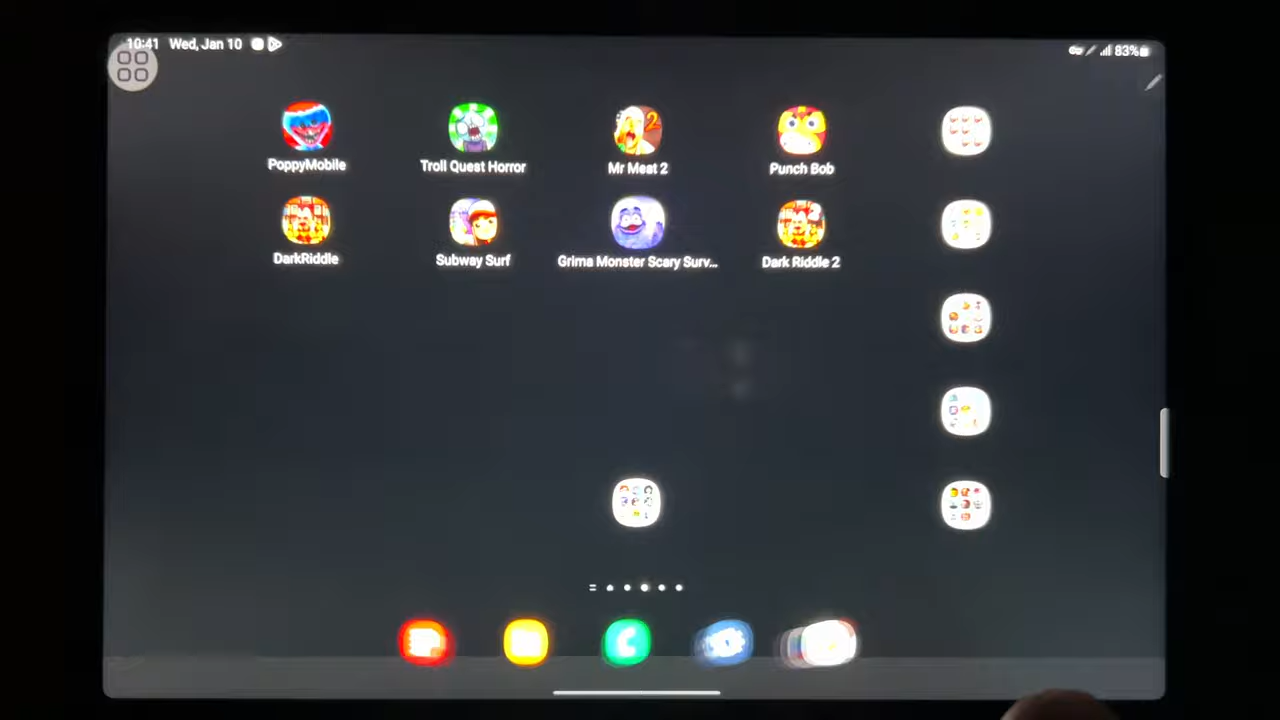 10:41 Wed, Jan 10
83%
PoppyMobile
Troll Quest Horror
Mr Meat 2
Punch Bob
DarkRiddle
Subway Surf
Grima Monster Scary Surv...
Dark Riddle 2